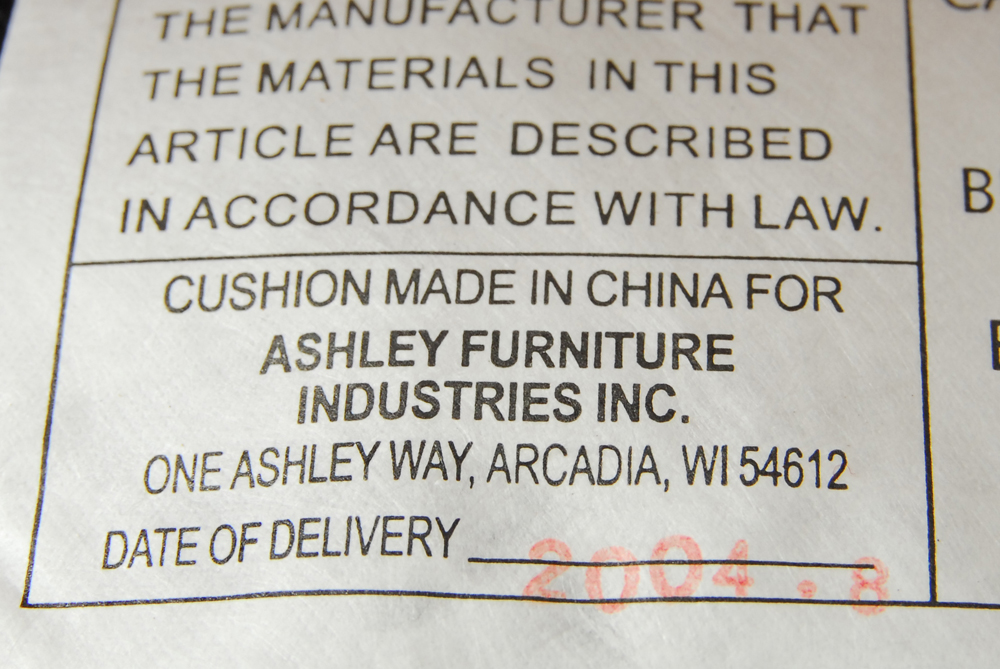 THE MANUFACTURER THAT
THE MATERIALS IN THIS
ARTICLE ARE DESCRIBED
IN ACCORDANCE WITH LAW.
CUSHION MADE IN CHINA FOR
ASHLEY FURNITURE
INDUSTRIES INC.
ONE ASHLEY WAY, ARCADIA, WI 54612
DATE OF DELIVERY 2004.8
B